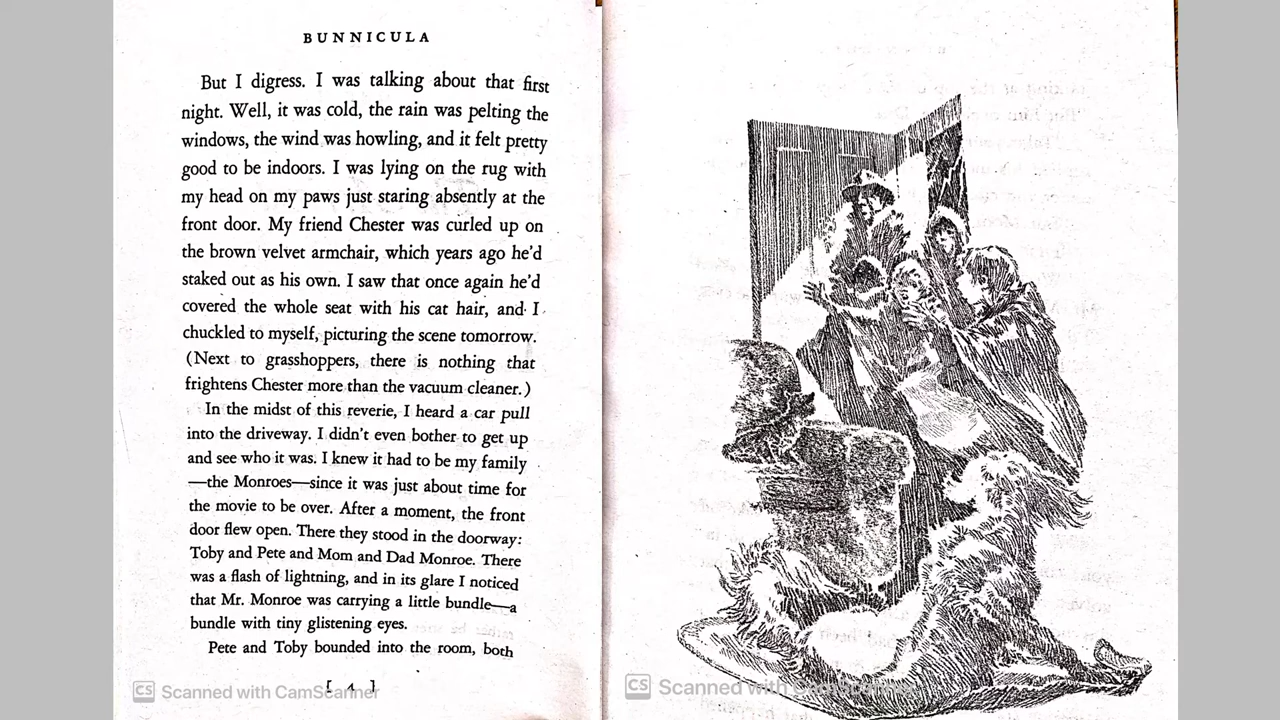 BUNNICULA
But I digress. I was talking about that first
night. Well, it was cold, the rain was pelting the
windows, the wind was howling, and it felt pretty
good to be indoors. I was lying on the rug with
my head on my paws just staring absently at the
front door. My friend Chester was curled up on
the brown velvet armchair, which years ago he'd
staked out as his own. I saw that once again he'd
covered the whole seat with his cat hair, and I
chuckled to myself, picturing the scene tomorrow.
(Next to grasshoppers, there is nothing that
frightens Chester more than the vacuum cleaner.)
In the midst of this reverie, I heard a car pull
into the driveway. I didn't even bother to get up
and see who it was. I knew it had to be my family
—the Monroes—since it was just about time for
the movie to be over. After a moment, the front
door flew open. There they stood in the doorway:
Toby and Pete and Mom and Dad Monroe. There
was a flash of lightning, and in its glare I noticed
that Mr. Monroe was carrying a little bundle—a
bundle with tiny glistening eyes.
Pete and Toby bounded into the room, both
[ 4 ]
CS Scanned with CamScanner
CS Scanned with CamScanner